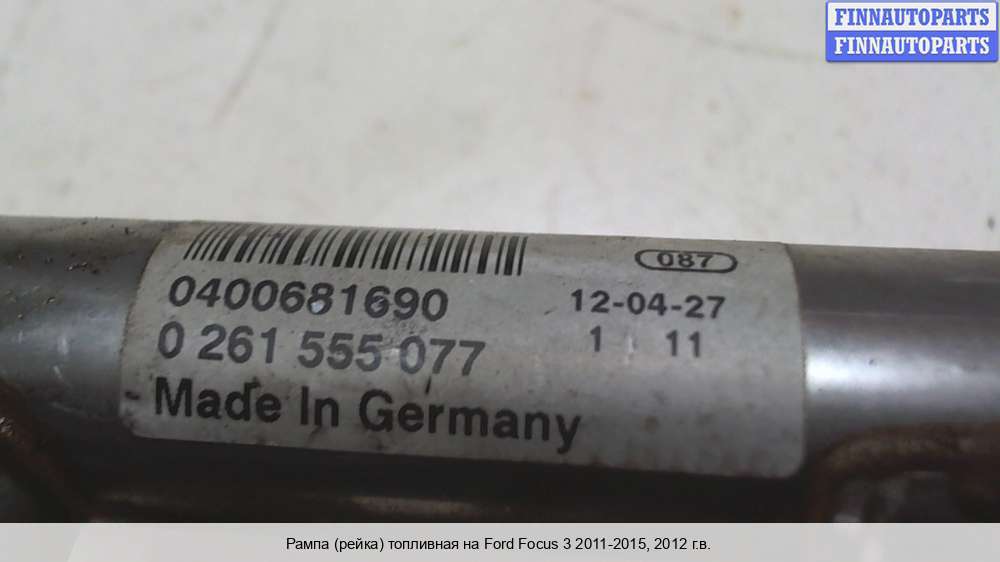 FINNAUTOPARTS
FINNAUTOPARTS
087
0400681690
12-04-27
0 261 555 077
1 11
Made In Germany
Рампа (рейка) топливная на Ford Focus 3 2011-2015, 2012 г.в.